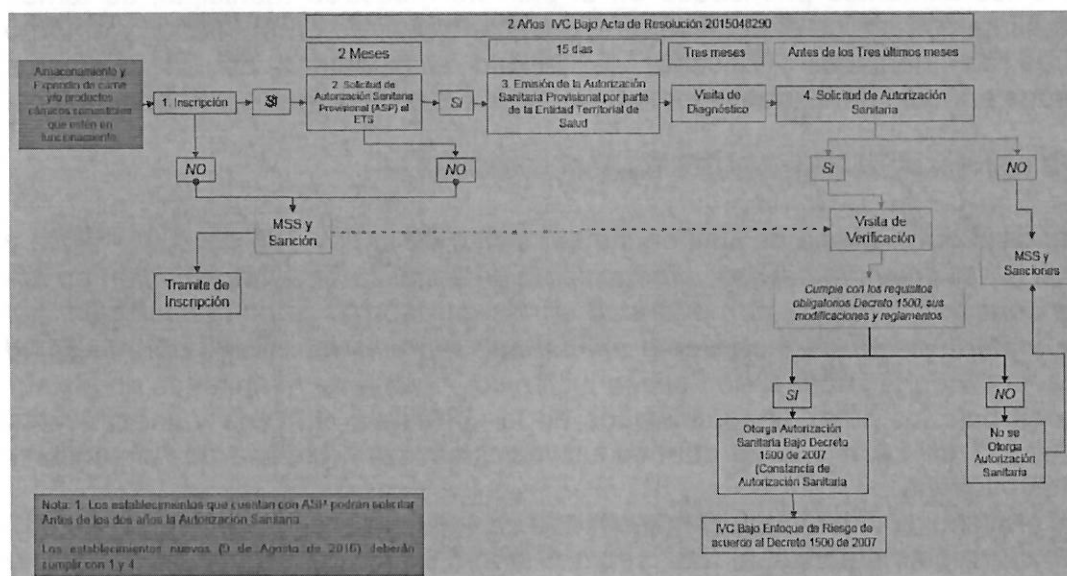 2 Años IVC Bajo Acta de Resolución 2015048290
2 Meses
15 días
Tres meses
Antes de los Tres últimos meses
Almacenamiento y
Expendio de carne
y/o productos
cárnicos comestibles
que estén en
funcionamiento
1. Inscripción
SI
2. Solicitud de
Autorización Sanitaria
Provisional (ASP) al
ETS
Si
3. Emisión de la Autorización
Sanitaria Provisional por parte
de la Entidad Territorial de
Salud
Visita de
Diagnóstico
4. Solicitud de Autorización
Sanitaria
NO
NO
Si
NO
MSS y
Sanción
Visita de
Verificación
MSS y
Sanciones
Tramite de
Inscripción
Cumple con los requisitos
obligatorios Decreto 1500, sus
modificaciones y reglamentos
SI
NO
Otorga Autorización
Sanitaria Bajo Decreto
1500 de 2007
(Constancia de
Autorización Sanitaria
No se
Otorga
Autorización
Sanitaria
IVC Bajo Enfoque de Riesgo de
acuerdo al Decreto 1500 de 2007
Nota: 1. Los establecimientos que cuentan con ASP podrán solicitar
Antes de los dos años la Autorización Sanitaria
Los establecimientos nuevos (9 de Agosto de 2016) deberán
cumplir con 1 y 4